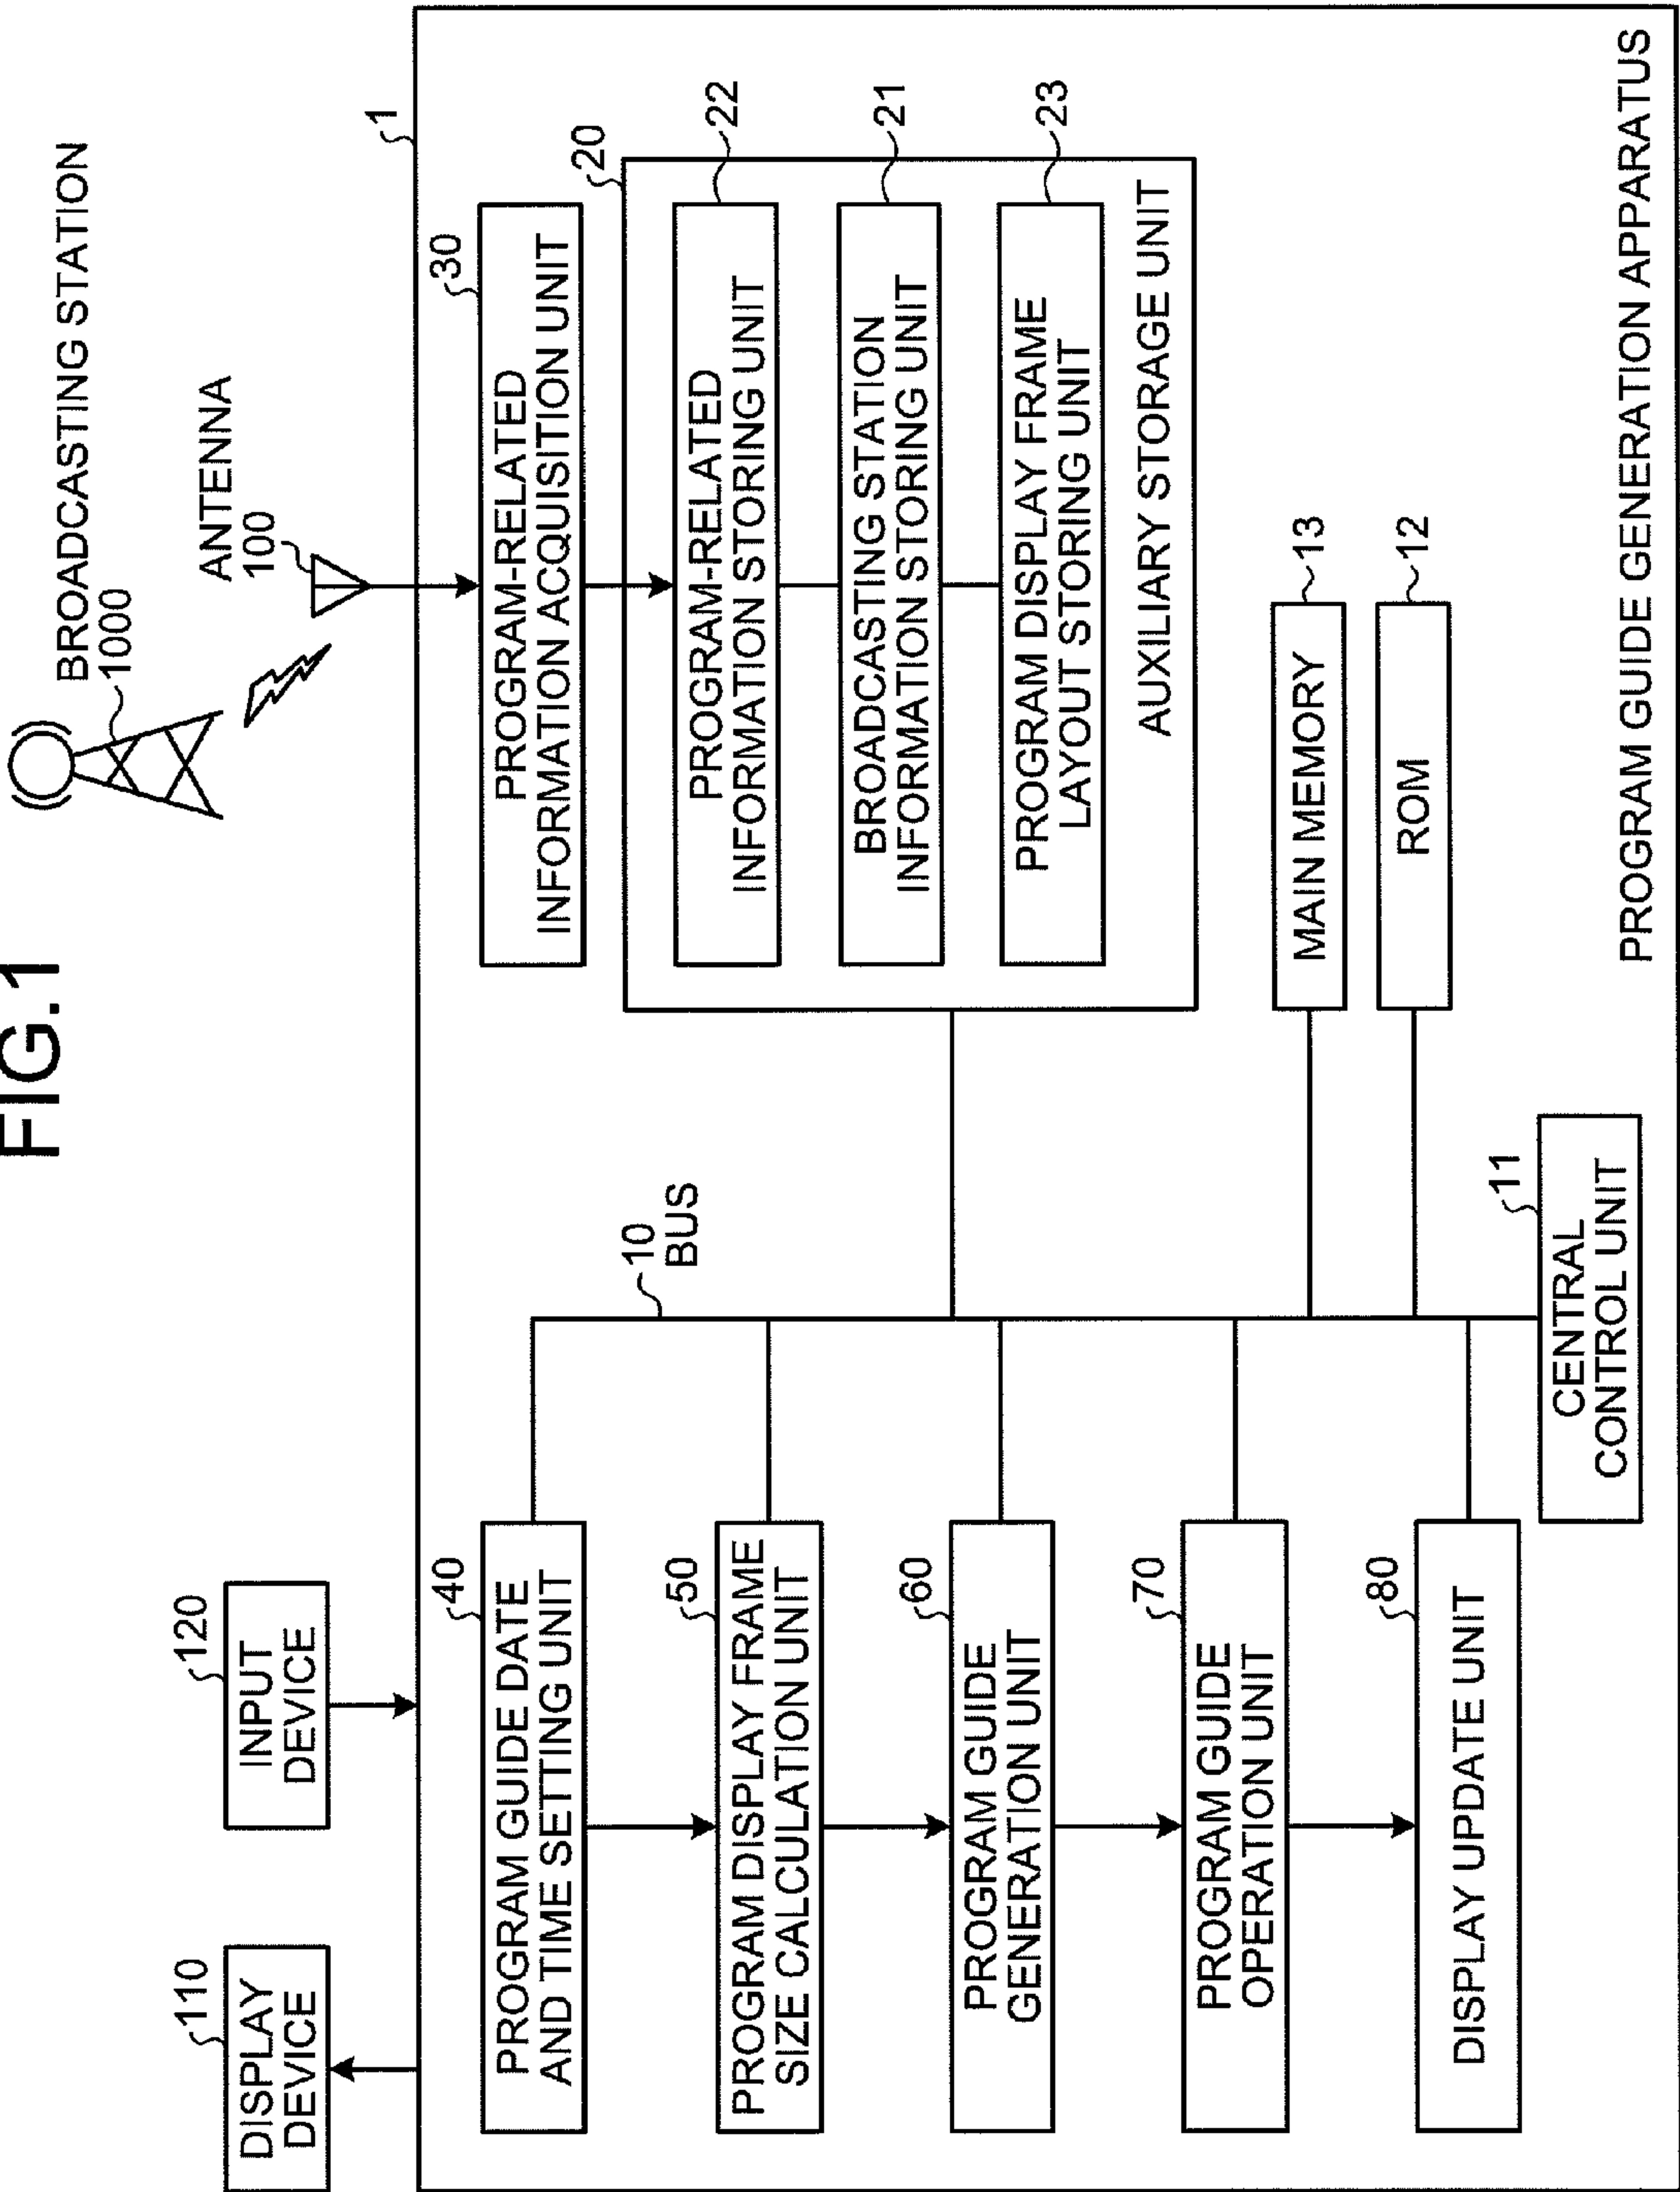 FIG.1
BROADCASTING STATION
1000
ANTENNA
100
DISPLAY
DEVICE
110
INPUT
DEVICE
120
1
PROGRAM GUIDE DATE
AND TIME SETTING UNIT
40
PROGRAM DISPLAY FRAME
SIZE CALCULATION UNIT
50
PROGRAM GUIDE
GENERATION UNIT
60
PROGRAM GUIDE
OPERATION UNIT
70
DISPLAY UPDATE UNIT
80
10
BUS
CENTRAL
CONTROL UNIT
11
PROGRAM-RELATED
INFORMATION ACQUISITION UNIT
30
20
PROGRAM-RELATED
INFORMATION STORING UNIT
22
BROADCASTING STATION
INFORMATION STORING UNIT
21
PROGRAM DISPLAY FRAME
LAYOUT STORING UNIT
23
AUXILIARY STORAGE UNIT
MAIN MEMORY
13
ROM
12
PROGRAM GUIDE GENERATION APPARATUS